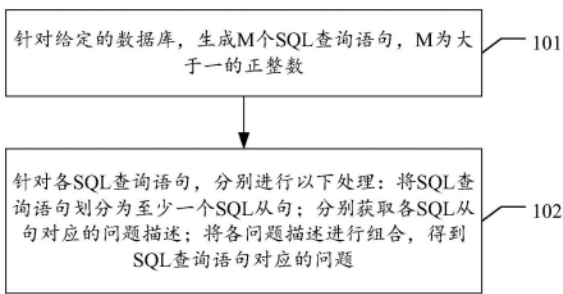 针对给定的数据库，生成M个SQL查询语句，M为大
于一的正整数
101
针对各SQL查询语句，分别进行以下处理：将SQL查
询语句划分为至少一个SQL从句；分别获取各SQL从
句对应的问题描述；将各问题描述进行组合，得到
SQL查询语句对应的问题
102